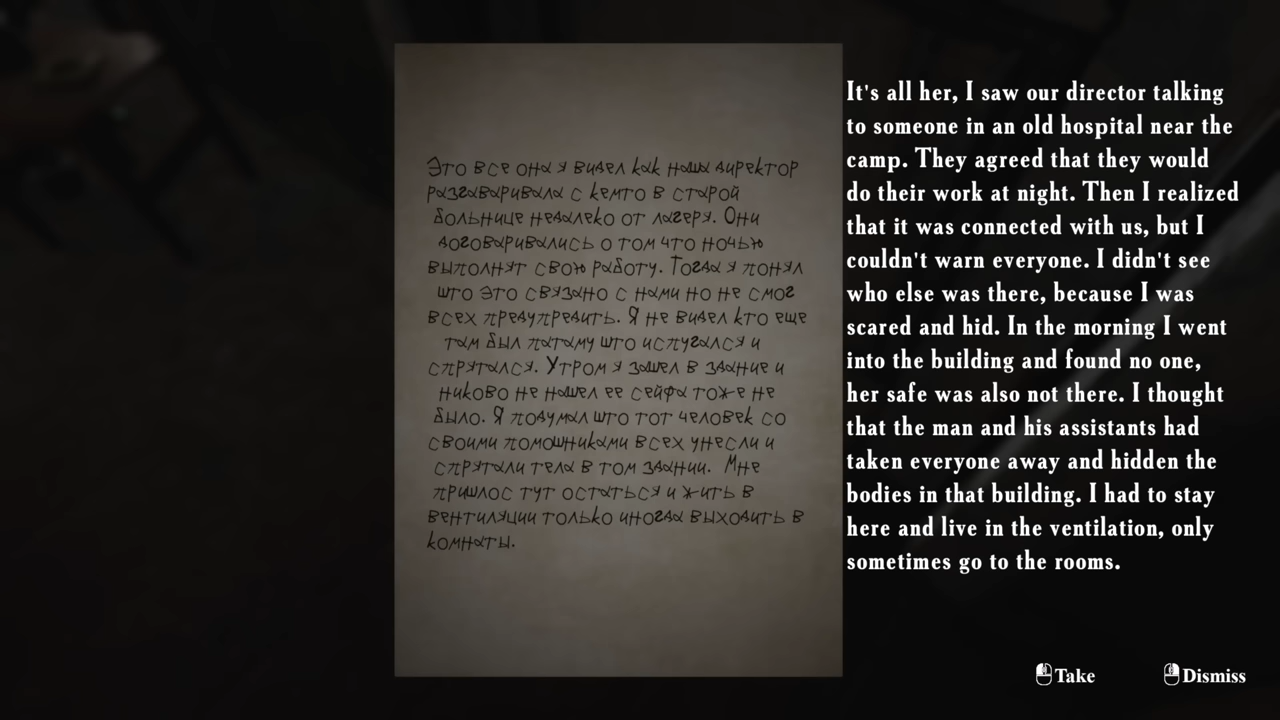 Это все она я видел как наша директор
разгаваривала с кемто в старой
больнице недалеко от лагеря. Они
договаривались о том что ночью
выполнят свою работу. Тогда я понял
што это связано с нами но не смог
всех предупредить. Я не видел кто еще
там был патаму што испугался и
спрятался. Утром я зашел в здание и
никово не нашел ее сейфа тоже не
было. Я подумал што тот человек со
своими помошниками всех унесли и
спрятали тела в том здании. Мне
пришлос тут остаться и жить в
вентиляции только иногда выходить в
комнаты.
It's all her, I saw our director talking
to someone in an old hospital near the
camp. They agreed that they would
do their work at night. Then I realized
that it was connected with us, but I
couldn't warn everyone. I didn't see
who else was there, because I was
scared and hid. In the morning I went
into the building and found no one,
her safe was also not there. I thought
that the man and his assistants had
taken everyone away and hidden the
bodies in that building. I had to stay
here and live in the ventilation, only
sometimes go to the rooms.
Take Dismiss